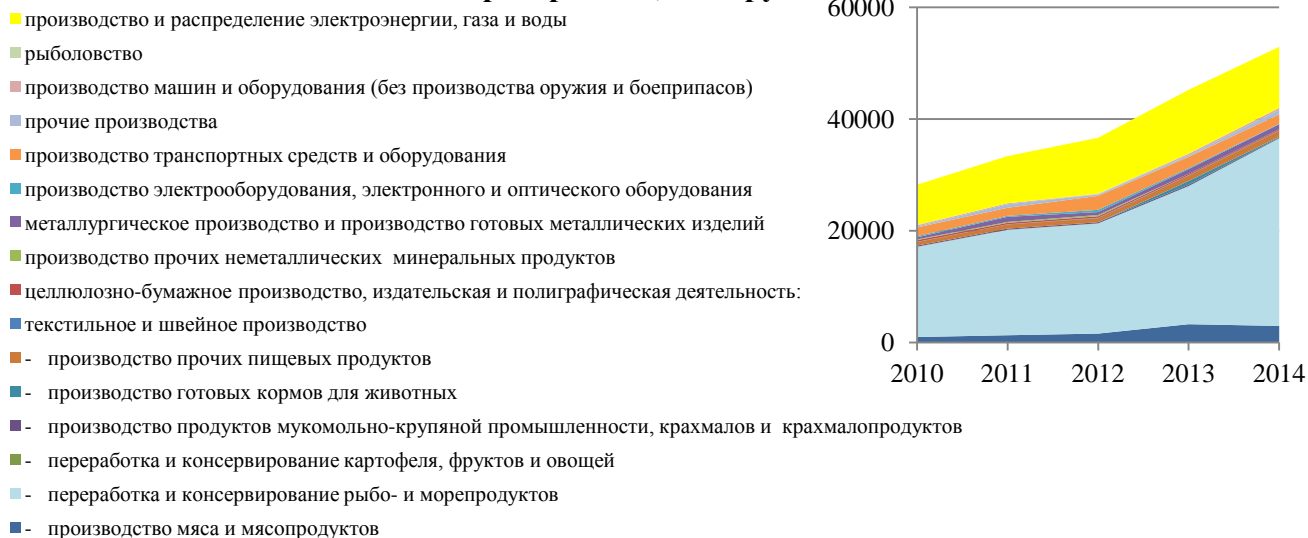 производство и распределение электроэнергии, газа и воды
рыболовство
производство машин и оборудования (без производства оружия и боеприпасов)
прочие производства
производство транспортных средств и оборудования
производство электрооборудования, электронного и оптического оборудования
металлургическое производство и производство готовых металлических изделий
производство прочих неметаллических минеральных продуктов
целлюлозно-бумажное производство, издательская и полиграфическая деятельность:
текстильное и швейное производство
- производство прочих пищевых продуктов
- производство готовых кормов для животных
- производство продуктов мукомольно-крупяной промышленности, крахмалов и крахмалопродуктов
- переработка и консервирование картофеля, фруктов и овощей
- переработка и консервирование рыбо- и морепродуктов
- производство мяса и мясопродуктов
60000
40000
20000
0
2010 2011 2012 2013 2014